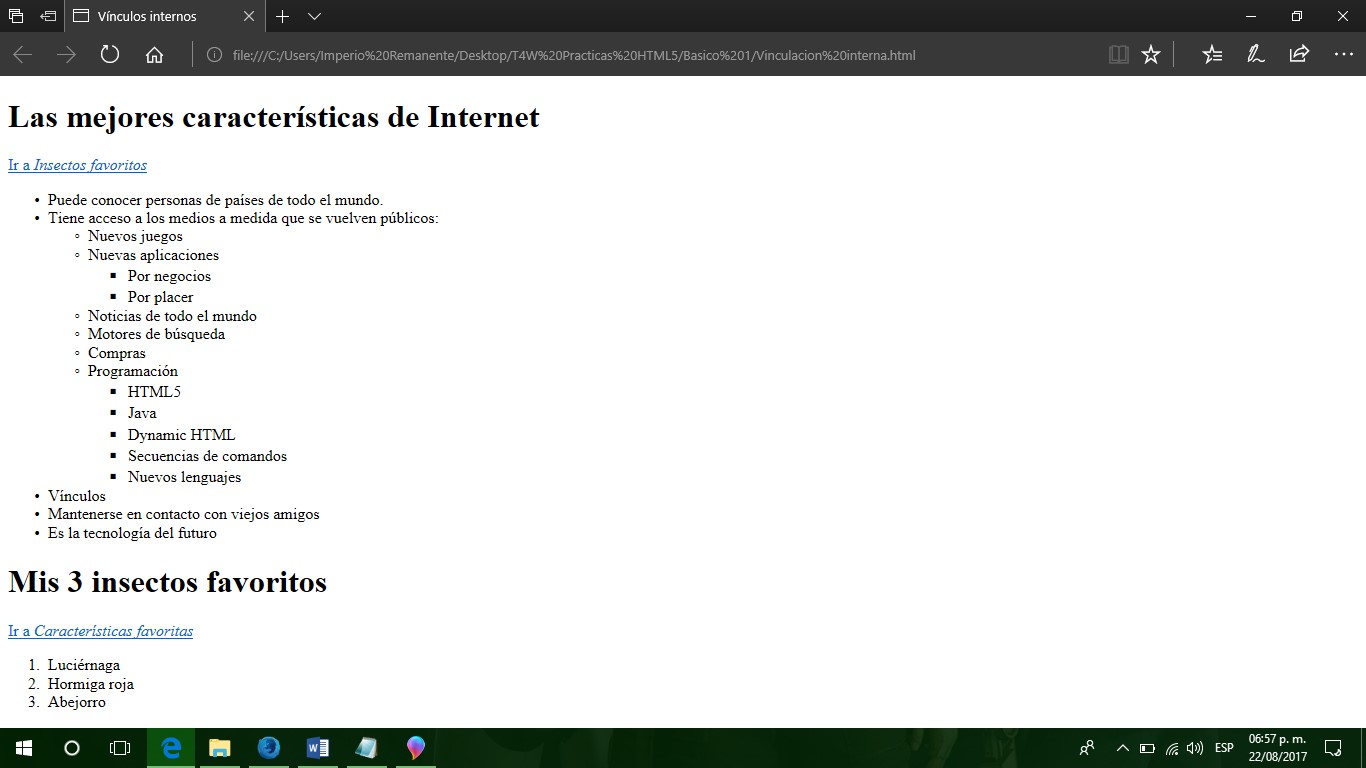 Vínculos internos
file:///C:/Users/Imperio%20Remanente/Desktop/T4W%20Practicas%20HTML5/Basico%201/Vinculacion%20interna.html
Las mejores características de Internet
Ir a Insectos favoritos
• Puede conocer personas de países de todo el mundo.
• Tiene acceso a los medios a medida que se vuelven públicos:
◦ Nuevos juegos
◦ Nuevas aplicaciones
▪ Por negocios
▪ Por placer
◦ Noticias de todo el mundo
◦ Motores de búsqueda
◦ Compras
◦ Programación
▪ HTML5
▪ Java
▪ Dynamic HTML
▪ Secuencias de comandos
▪ Nuevos lenguajes
• Vínculos
• Mantenerse en contacto con viejos amigos
• Es la tecnología del futuro
Mis 3 insectos favoritos
Ir a Características favoritas
1. Luciérnaga
2. Hormiga roja
3. Abejorro
ESP
06:57 p. m.
22/08/2017